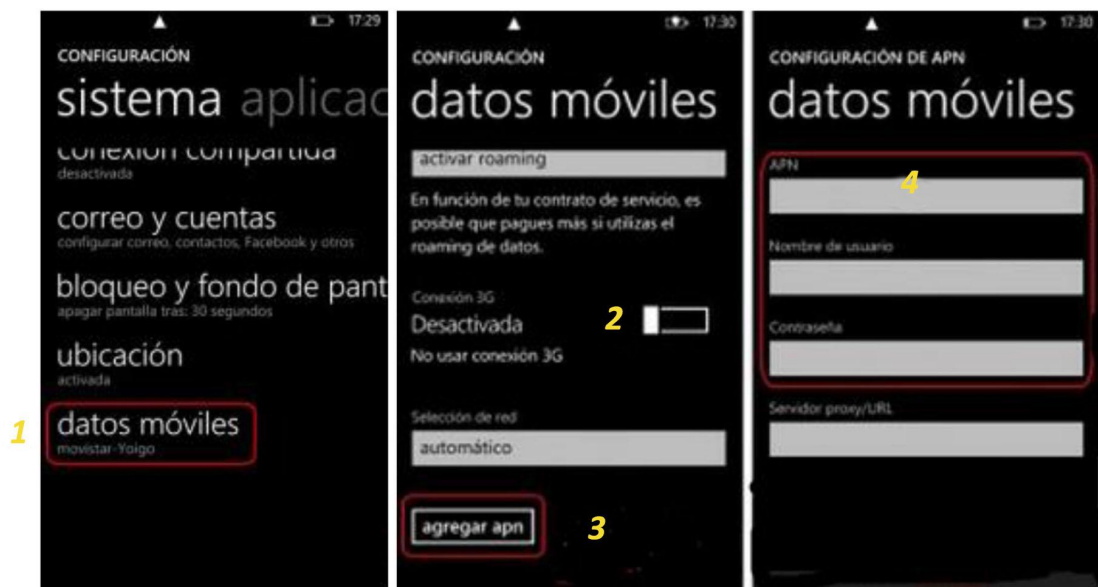 17:29
CONFIGURACIÓN
sistema aplicac
conexión compartida
desactivada
correo y cuentas
configurar correo, contactos, Facebook y otros
bloqueo y fondo de pant
apagar pantalla tras: 30 segundos
ubicación
activada
1
datos móviles
movistar-Yoigo
17:30
CONFIGURACIÓN
datos móviles
activar roaming
En función de tu contrato de servicio, es
posible que pagues más si utilizas el
roaming de datos.
Conexión 3G
Desactivada 2
No usar conexión 3G
Selección de red
automático
agregar apn 3
17:30
CONFIGURACIÓN DE APN
datos móviles
APN
4
Nombre de usuario
Contraseña
Servidor proxy/URL